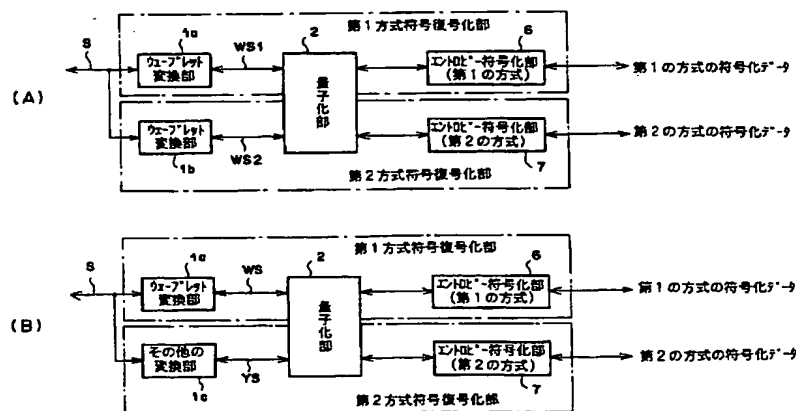 第1方式符号復号化部
1a
2
6
S
ウェーブレット
変換部
WS1
エントロピー符号化部
(第1の方式)
第1の方式の符号化データ
(A)
量子化部
ウェーブレット
変換部
WS2
エントロピー符号化部
(第2の方式)
第2の方式の符号化データ
1b
7
第2方式符号復号化部
第1方式符号復号化部
1a
2
6
S
ウェーブレット
変換部
WS
エントロピー符号化部
(第1の方式)
第1の方式の符号化データ
(B)
量子化部
その他の
変換部
YS
エントロピー符号化部
(第2の方式)
第2の方式の符号化データ
1c
7
第2方式符号復号化部